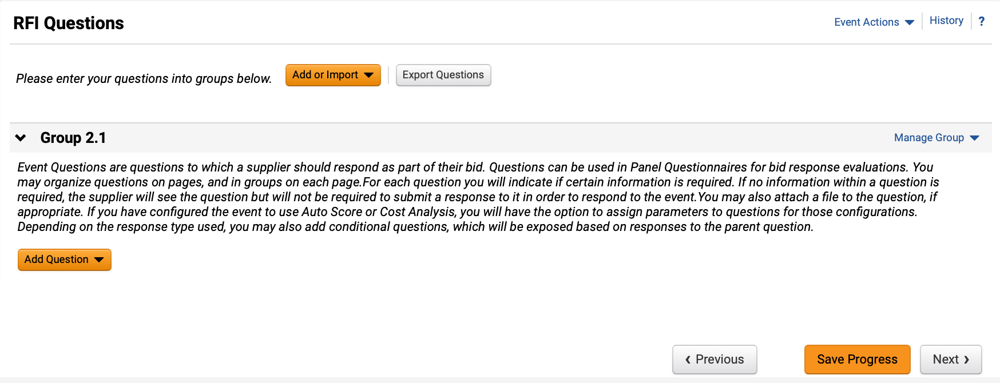 RFI Questions
Event Actions
History
?
Please enter your questions into groups below.
Add or Import
Export Questions
Group 2.1
Manage Group
Event Questions are questions to which a supplier should respond as part of their bid. Questions can be used in Panel Questionnaires for bid response evaluations. You
may organize questions on pages, and in groups on each page.For each question you will indicate if certain information is required. If no information within a question is
required, the supplier will see the question but will not be required to submit a response to it in order to respond to the event.You may also attach a file to the question, if
appropriate. If you have configured the event to use Auto Score or Cost Analysis, you will have the option to assign parameters to questions for those configurations.
Depending on the response type used, you may also add conditional questions, which will be exposed based on responses to the parent question.
Add Question
‹ Previous
Save Progress
Next ›